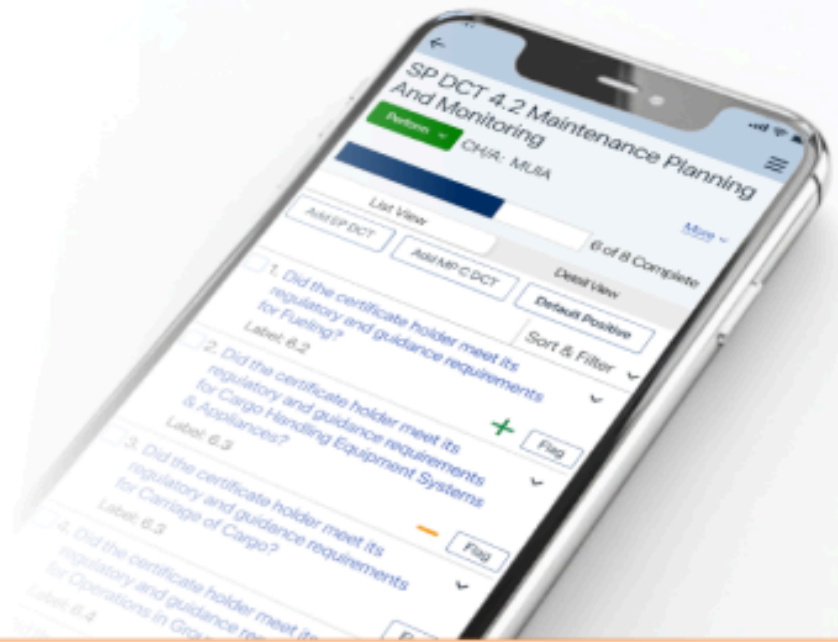 SP DCT 4.2 Maintenance Planning
And Monitoring
Perform
CH/A: MUIA
More
6 of 8 Complete
List View
Detail View
Add SP DCT
Add MP C DCT
Default Positive
Sort & Filter
1. Did the certificate holder meet its
regulatory and guidance requirements
for Fueling?
Label: 6.2
Flag
2. Did the certificate holder meet its
regulatory and guidance requirements
for Cargo Handling Equipment Systems
& Appliances?
Label: 6.3
Flag
3. Did the certificate holder meet its
regulatory and guidance requirements
for Carriage of Cargo?
Label: 6.3
4. Did the certificate holder meet its
regulatory and guidance
for Operations in
Label: 6.4